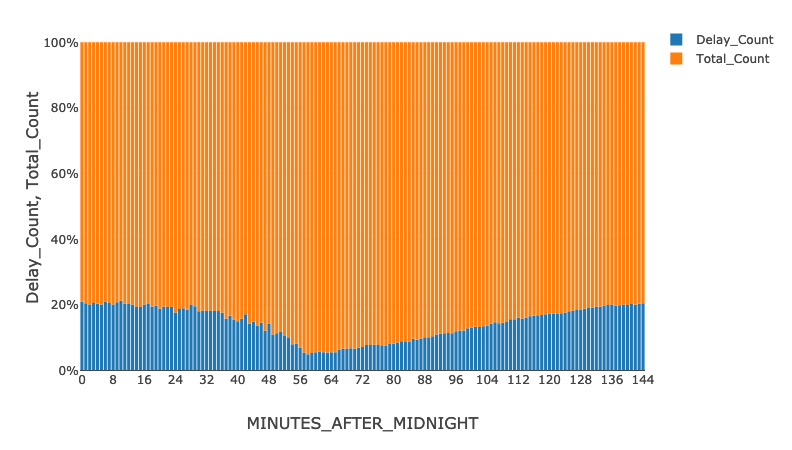 Delay_Count
Total_Count
100%
80%
60%
40%
20%
0%
Delay_Count, Total_Count
0 8 16 24 32 40 48 56 64 72 80 88 96 104 112 120 128 136 144
MINUTES_AFTER_MIDNIGHT